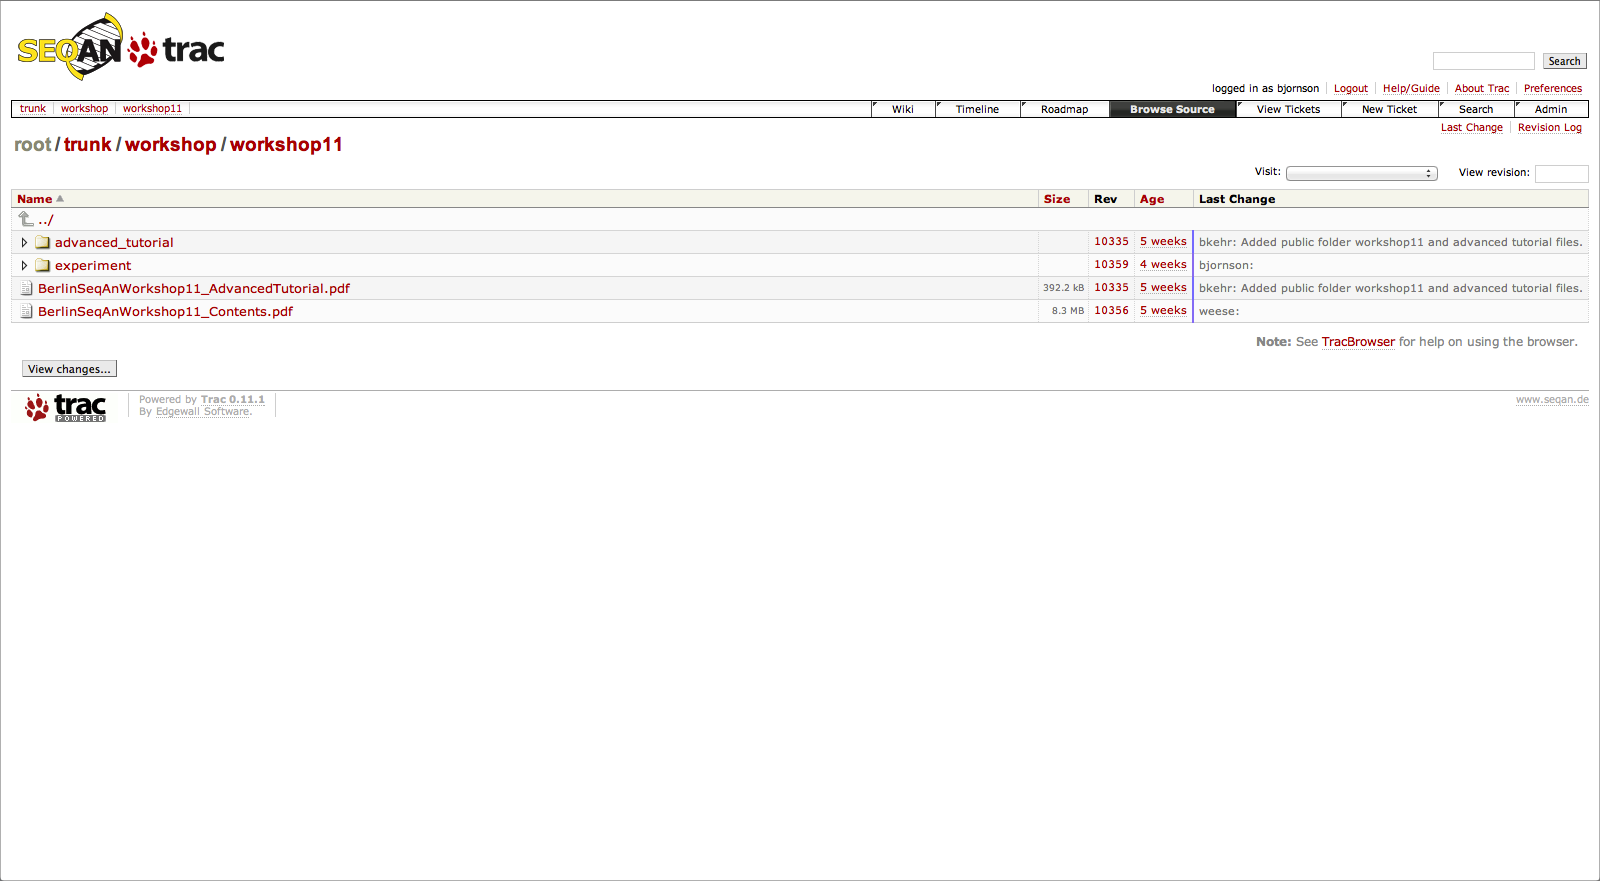 SEQAN trac
Search
logged in as bjornson Logout Help/Guide About Trac Preferences
trunk workshop workshop11 Wiki Timeline Roadmap Browse Source View Tickets New Ticket Search Admin
Last Change Revision Log
root / trunk / workshop / workshop11
Visit: View revision:
Name Size Rev Age Last Change
../
advanced_tutorial 10335 5 weeks bkehr: Added public folder workshop11 and advanced tutorial files.
experiment 10359 4 weeks bjornson:
BerlinSeqAnWorkshop11_AdvancedTutorial.pdf 392.2 kB 10335 5 weeks bkehr: Added public folder workshop11 and advanced tutorial files.
BerlinSeqAnWorkshop11_Contents.pdf 8.3 MB 10356 5 weeks weese:
Note: See TracBrowser for help on using the browser.
View changes...
trac POWERED Powered by Trac 0.11.1 www.seqan.de
By Edgewall Software.